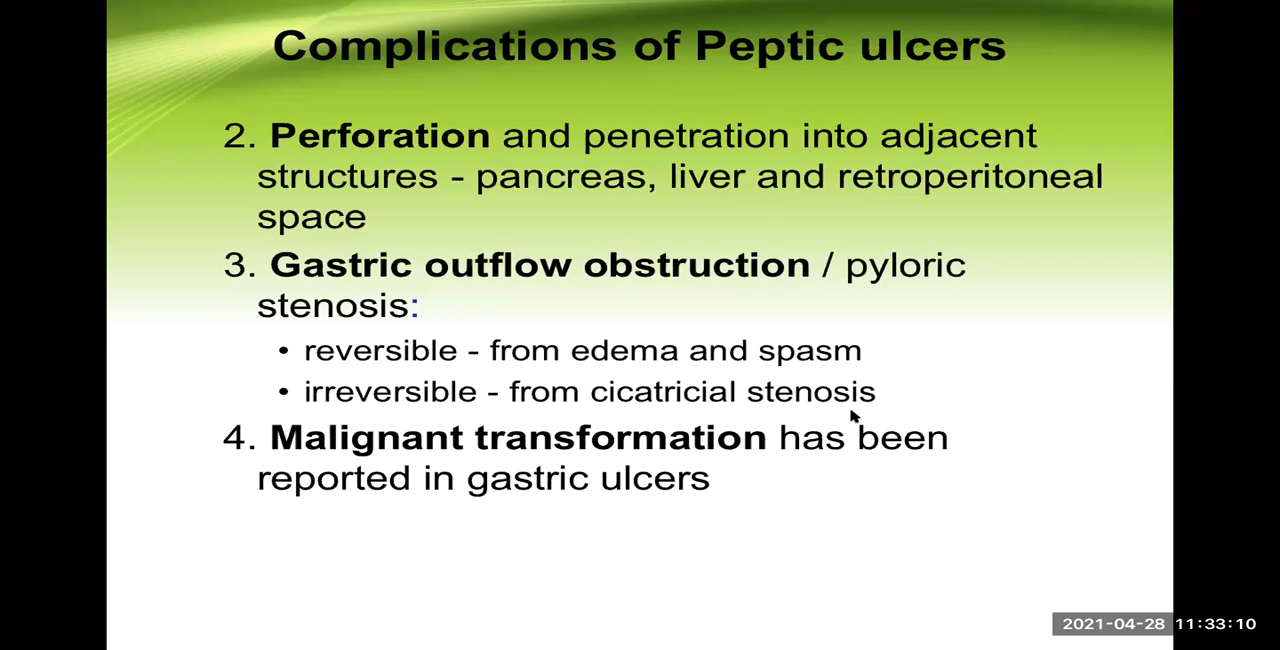 Complications of Peptic ulcers
2. Perforation and penetration into adjacent
structures - pancreas, liver and retroperitoneal
space
3. Gastric outflow obstruction / pyloric
stenosis:
• reversible - from edema and spasm
• irreversible - from cicatricial stenosis
4. Malignant transformation has been
reported in gastric ulcers
2021-04-28 11:33:10